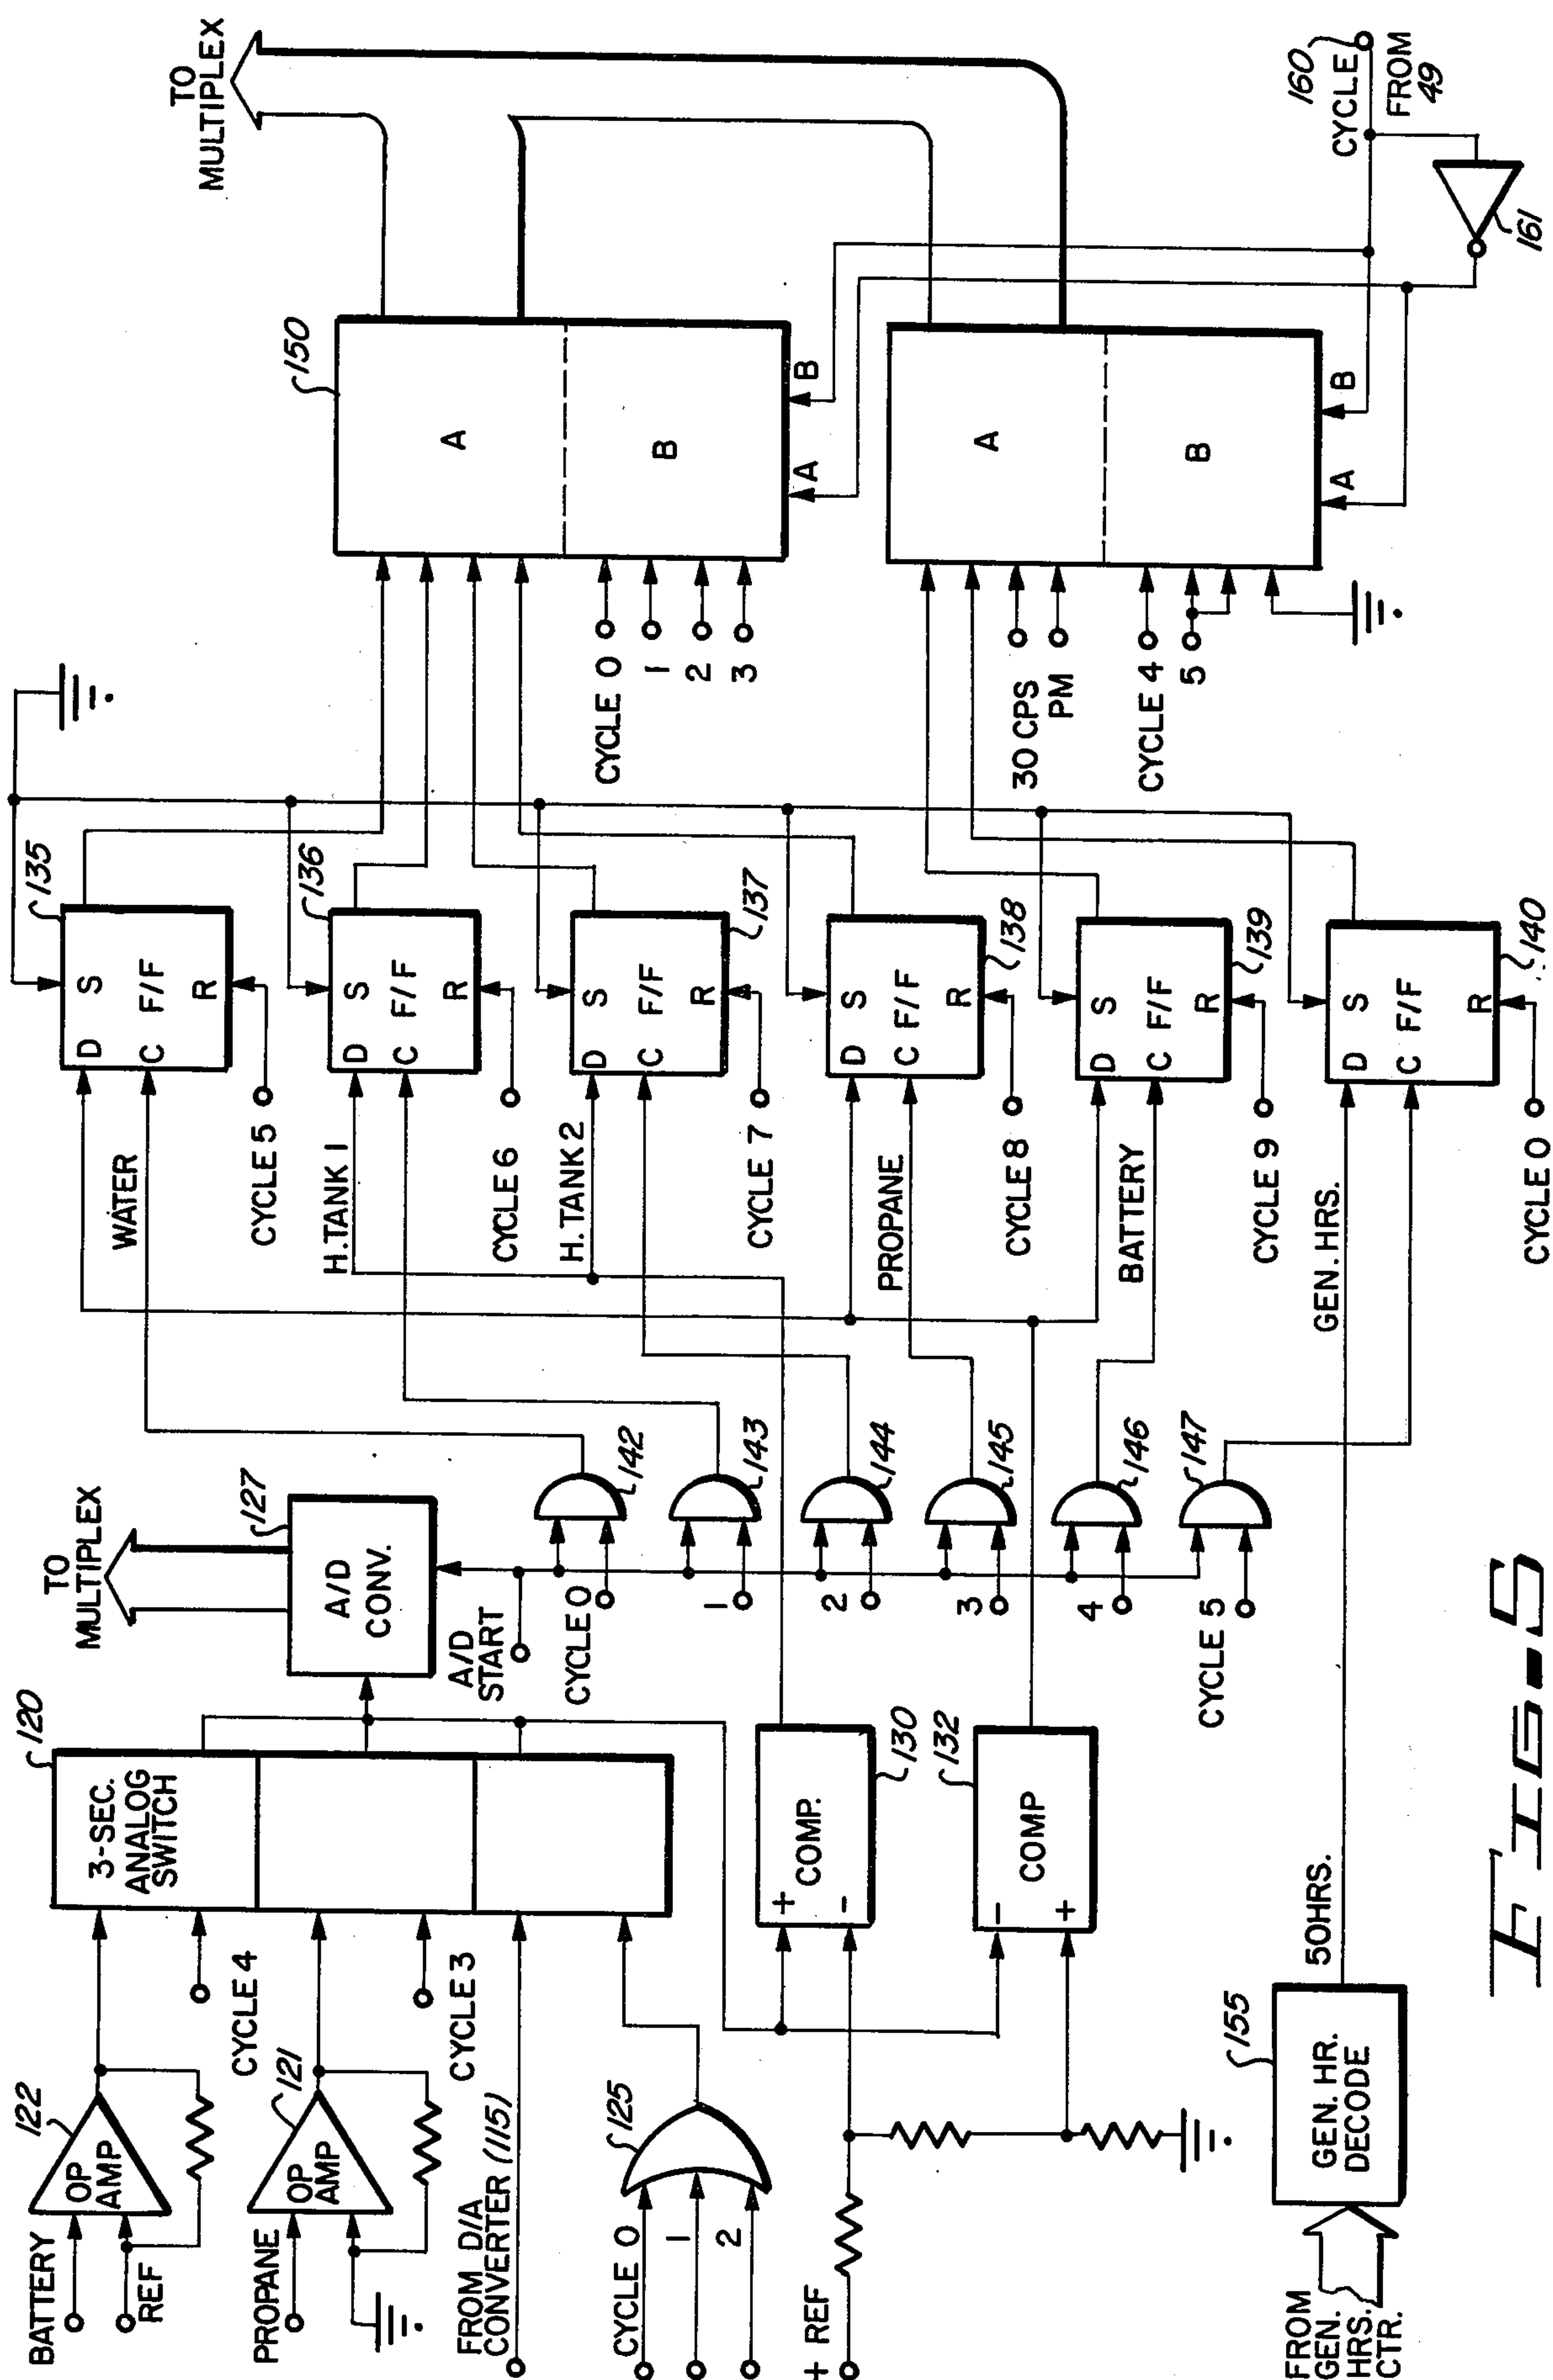 BATTERY
REF
OP
AMP
122
CYCLE 4
3-SEC.
ANALOG
SWITCH
120
PROPANE
OP
AMP
121
CYCLE 3
FROM D/A
CONVERTER (115)
CYCLE 0
1
2
125
+ REF
+
-
COMP.
130
-
+
COMP
132
FROM
GEN.
HRS.
CTR.
GEN. HR.
DECODE
155
50HRS.
GEN. HRS.
TO
MULTIPLEX
A/D
CONV.
127
A/D
START
CYCLE 0
142
1
143
2
144
3
145
4
146
CYCLE 5
147
WATER
D
S
C
F/F
R
135
CYCLE 5
H. TANK 1
D
S
C
F/F
R
136
CYCLE 6
H. TANK 2
D
S
C
F/F
R
137
CYCLE 7
PROPANE
D
S
C
F/F
R
138
CYCLE 8
BATTERY
D
S
C
F/F
R
139
CYCLE 9
D
S
C
F/F
R
140
CYCLE 0
CYCLE 0
1
2
3
A
B
150
A
B
30 CPS
PM
CYCLE 4
5
A
B
A
B
TO
MULTIPLEX
160
CYCLE
FROM
49
161
FIG-5